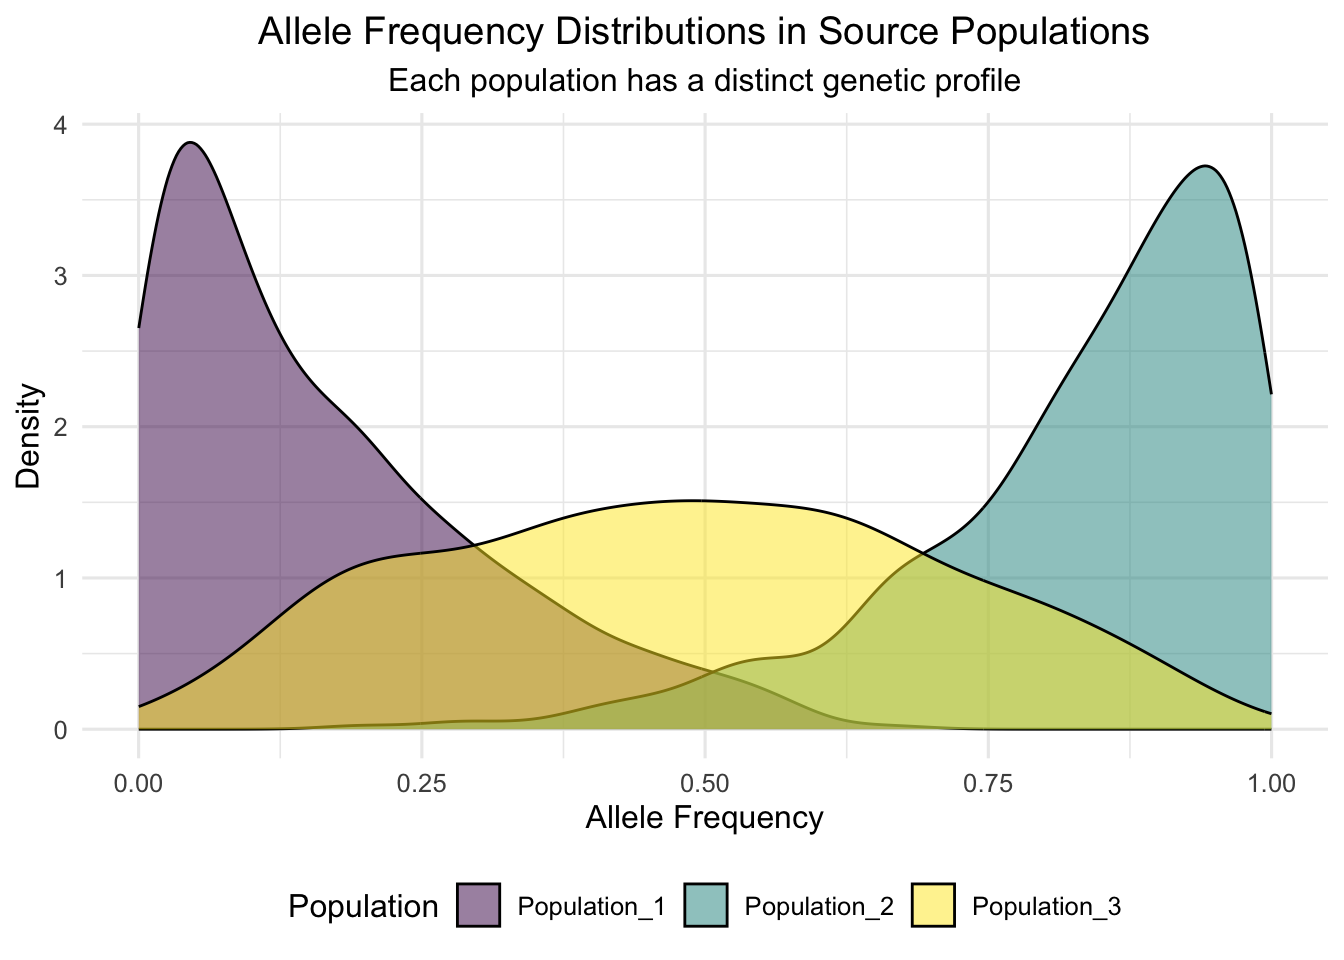 Allele Frequency Distributions in Source Populations
Each population has a distinct genetic profile
4
3
2
1
0
Density
0.00 0.25 0.50 0.75 1.00
Allele Frequency
Population Population_1 Population_2 Population_3